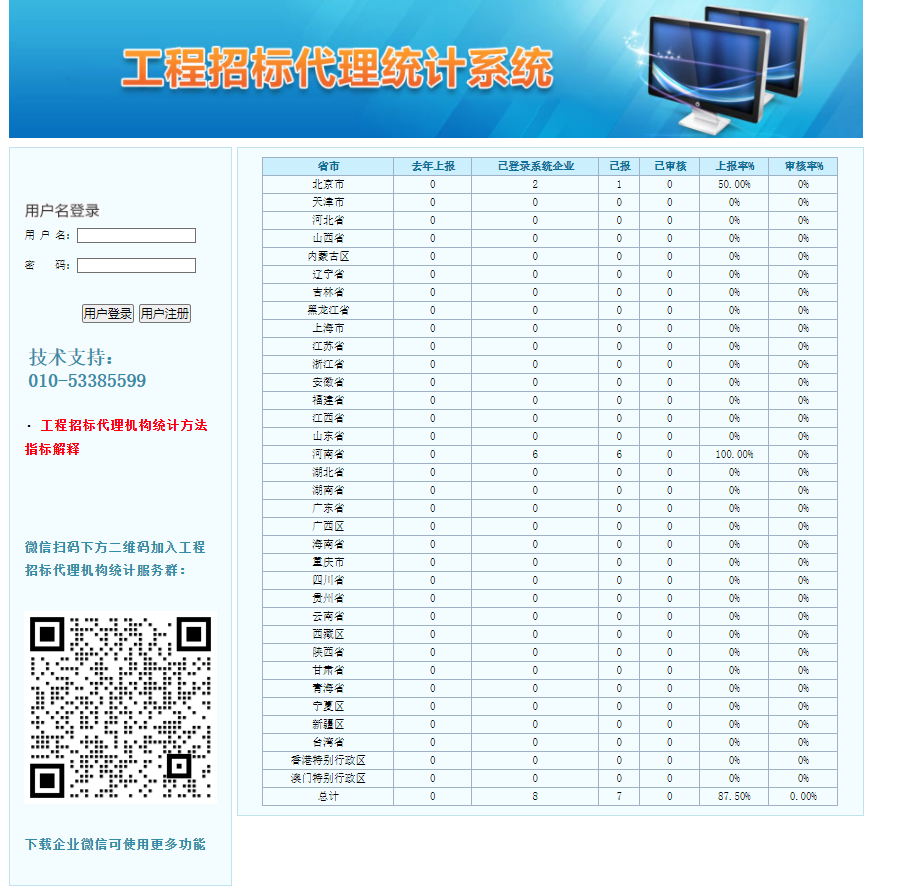 工程招标代理统计系统
用户名登录
用 户 名:
密 码:
用户登录 用户注册
技术支持:
010-53385599
· 工程招标代理机构统计方法
指标解释
微信扫码下方二维码加入工程
招标代理机构统计服务群:
下载企业微信可使用更多功能
省市 去年上报 已登录系统企业 已报 已审核 上报率% 审核率%
北京市 0 2 1 0 50.00% 0%
天津市 0 0 0 0 0% 0%
河北省 0 0 0 0 0% 0%
山西省 0 0 0 0 0% 0%
内蒙古区 0 0 0 0 0% 0%
辽宁省 0 0 0 0 0% 0%
吉林省 0 0 0 0 0% 0%
黑龙江省 0 0 0 0 0% 0%
上海市 0 0 0 0 0% 0%
江苏省 0 0 0 0 0% 0%
浙江省 0 0 0 0 0% 0%
安徽省 0 0 0 0 0% 0%
福建省 0 0 0 0 0% 0%
江西省 0 0 0 0 0% 0%
山东省 0 0 0 0 0% 0%
河南省 0 6 6 0 100.00% 0%
湖北省 0 0 0 0 0% 0%
湖南省 0 0 0 0 0% 0%
广东省 0 0 0 0 0% 0%
广西区 0 0 0 0 0% 0%
海南省 0 0 0 0 0% 0%
重庆市 0 0 0 0 0% 0%
四川省 0 0 0 0 0% 0%
贵州省 0 0 0 0 0% 0%
云南省 0 0 0 0 0% 0%
西藏区 0 0 0 0 0% 0%
陕西省 0 0 0 0 0% 0%
甘肃省 0 0 0 0 0% 0%
青海省 0 0 0 0 0% 0%
宁夏区 0 0 0 0 0% 0%
新疆区 0 0 0 0 0% 0%
台湾省 0 0 0 0 0% 0%
香港特别行政区 0 0 0 0 0% 0%
澳门特别行政区 0 0 0 0 0% 0%
总计 0 8 7 0 87.50% 0.00%